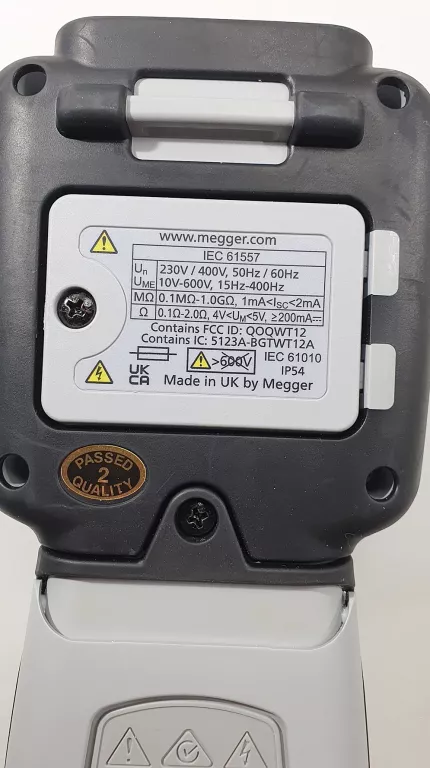 www.megger.com
IEC 61557
Un 230V / 400V, 50Hz / 60Hz
UME 10V-600V, 15Hz-400Hz
MΩ 0.1MΩ-1.0GΩ, 1mA<ISC<2mA
Ω 0.1Ω-2.0Ω, 4V<UM<5V, ≥200mA⎓
Contains FCC ID: QOQWT12
Contains IC: 5123A-BGTWT12A
UK CA >600V IEC 61010
IP54
Made in UK by Megger
PASSED
2
QUALITY